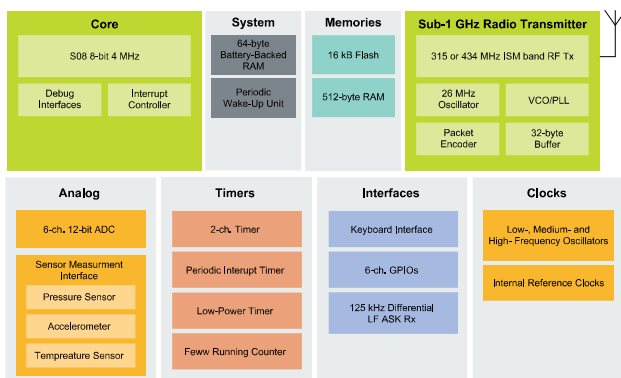 Core
S08 8-bit 4 MHz
Debug
Interfaces
Interrupt
Controller
System
64-byte
Battery-Backed
RAM
Periodic
Wake-Up Unit
Memories
16 kB Flash
512-byte RAM
Sub-1 GHz Radio Transmitter
315 or 434 MHz ISM band RF Tx
26 MHz
Oscillator
VCO/PLL
Packet
Encoder
32-byte
Buffer
Analog
6-ch. 12-bit ADC
Sensor Measurment
Interface
Pressure Sensor
Accelerometer
Tempreature Sensor
Timers
2-ch. Timer
Periodic Interupt Timer
Low-Power Timer
Feww Running Counter
Interfaces
Keyboard Interface
6-ch. GPIOs
125 kHz Differential
LF ASK Rx
Clocks
Low-, Medium- and
High- Frequency Oscillators
Internal Reference Clocks